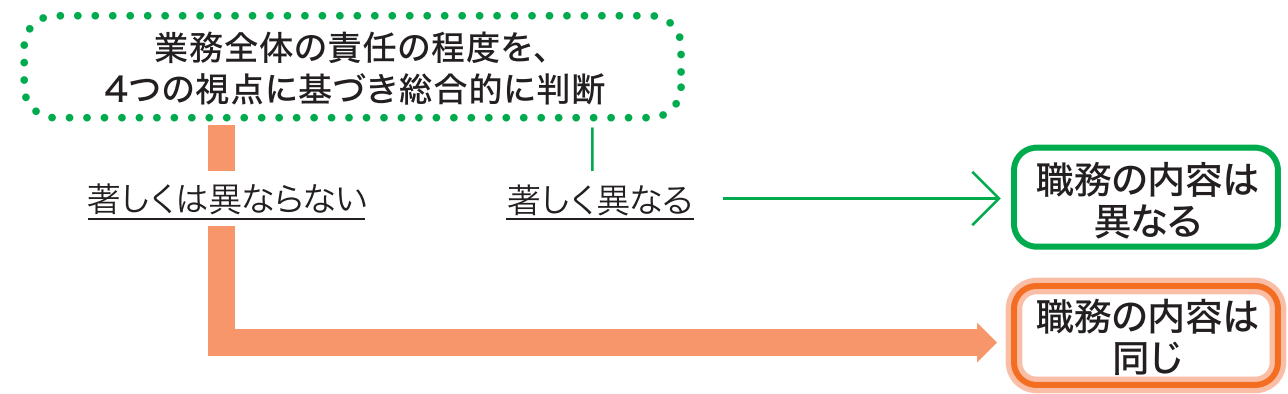 業務全体の責任の程度を、
4つの視点に基づき総合的に判断
著しくは異ならない
著しく異なる
職務の内容は
異なる
職務の内容は
同じ